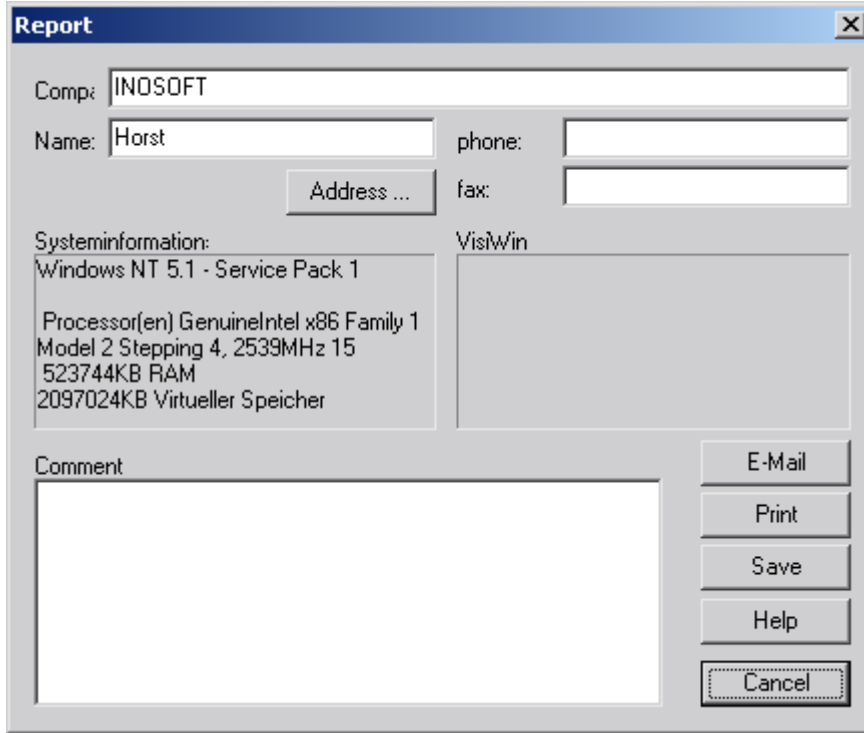 Report
Compa
INOSOFT
Name:
Horst
phone:
Address ...
fax:
Systeminformation:
Windows NT 5.1 - Service Pack 1
Processor(en) GenuineIntel x86 Family 1
Model 2 Stepping 4, 2539MHz 15
523744KB RAM
2097024KB Virtueller Speicher
VisiWin
Comment
E-Mail
Print
Save
Help
Cancel